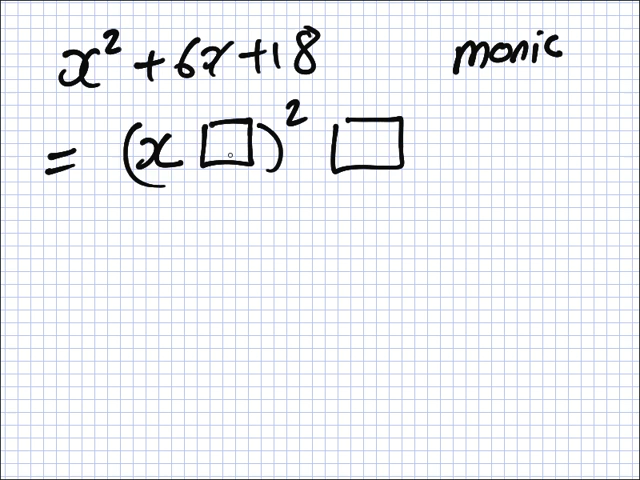 x² + 6x + 18 monic
= (x □)² □